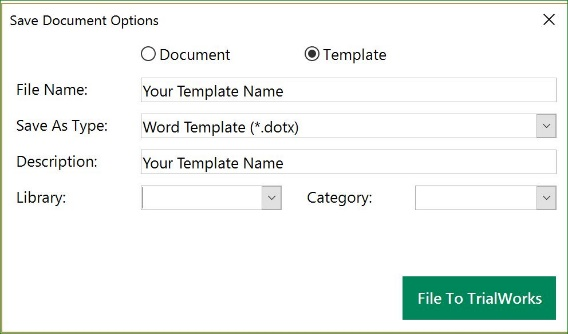 Save Document Options
Document Template
File Name: Your Template Name
Save As Type: Word Template (*.dotx)
Description: Your Template Name
Library: Category:
File To TrialWorks